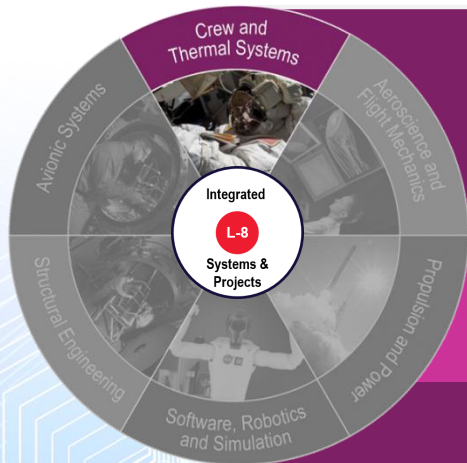 Crew and
Thermal Systems
Avionic Systems
Aeroscience and
Flight Mechanics
Integrated
L-8
Systems &
Projects
Structural Engineering
Propulsion and Power
Software, Robotics
and Simulation